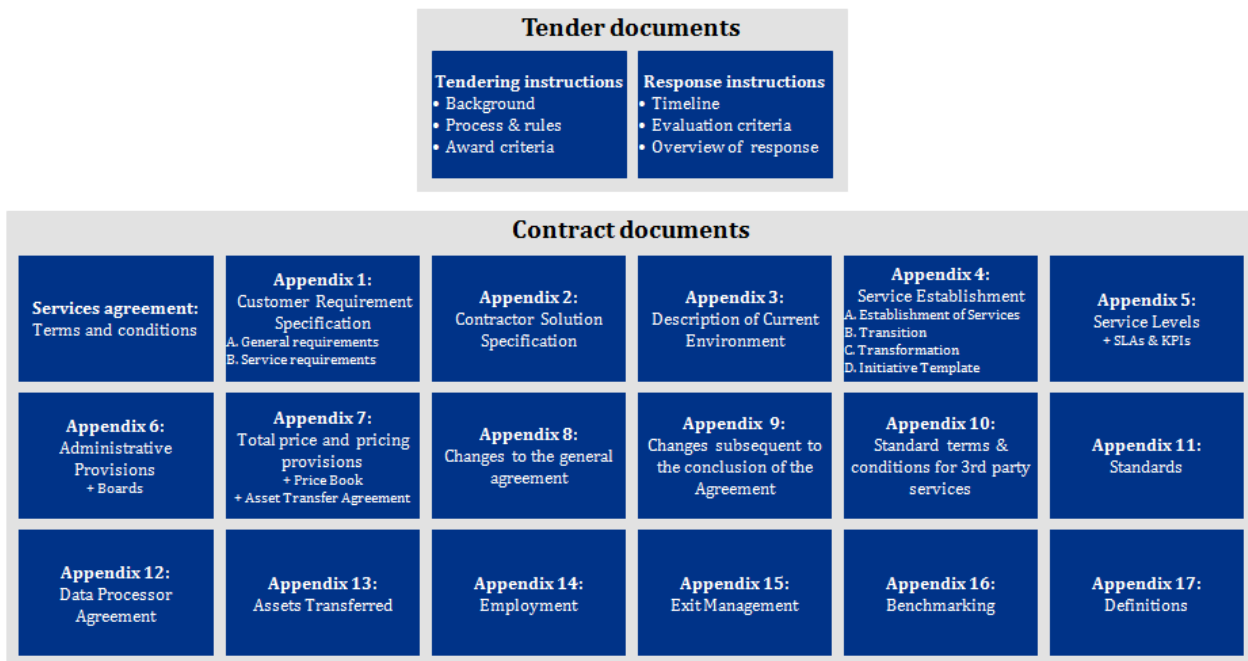 Tender documents
Tendering instructions
• Background
• Process & rules
• Award criteria
Response instructions
• Timeline
• Evaluation criteria
• Overview of response
Contract documents
Services agreement:
Terms and conditions
Appendix 1:
Customer Requirement
Specification
A. General requirements
B. Service requirements
Appendix 2:
Contractor Solution
Specification
Appendix 3:
Description of Current
Environment
Appendix 4:
Service Establishment
A. Establishment of Services
B. Transition
C. Transformation
D. Initiative Template
Appendix 5:
Service Levels
+ SLAs & KPIs
Appendix 6:
Administrative
Provisions
+ Boards
Appendix 7:
Total price and pricing
provisions
+ Price Book
+ Asset Transfer Agreement
Appendix 8:
Changes to the general
agreement
Appendix 9:
Changes subsequent to
the conclusion of the
Agreement
Appendix 10:
Standard terms &
conditions for 3rd party
services
Appendix 11:
Standards
Appendix 12:
Data Processor
Agreement
Appendix 13:
Assets Transferred
Appendix 14:
Employment
Appendix 15:
Exit Management
Appendix 16:
Benchmarking
Appendix 17:
Definitions